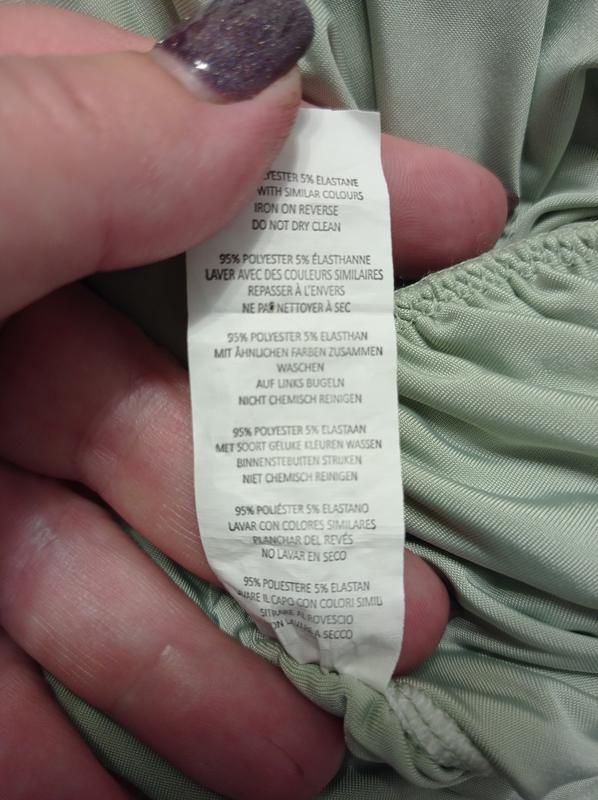 5% ELASTANE
WITH SIMILAR COLOURS
IRON ON REVERSE
DO NOT DRY CLEAN
95% POLYESTER 5% ÉLASTHANNE
LAVER AVEC DES COULEURS SIMILAIRES
REPASSER À L'ENVERS
NE PAS NETTOYER À SEC
95% POLYESTER 5% ELASTHAN
MIT ÄHNLICHEN FARBEN ZUSAMMEN
WASCHEN
AUF LINKS BUGELN
NICHT CHEMISCH REINIGEN
95% POLYESTER 5% ELASTAAN
MET SOORT GELIJKE KLEUREN WASSEN
BINNENSTEBUITEN STRIJKEN
NIET CHEMISCH REINIGEN
95% POLIÉSTER 5% ELASTANO
LAVAR CON COLORES SIMILARES
PLANCHAR DEL REVÉS
NO LAVAR EN SECO
95% POLIESTERE 5% ELASTAN
IL CAPO CON COLORI
ROVESCIO
A SECCO